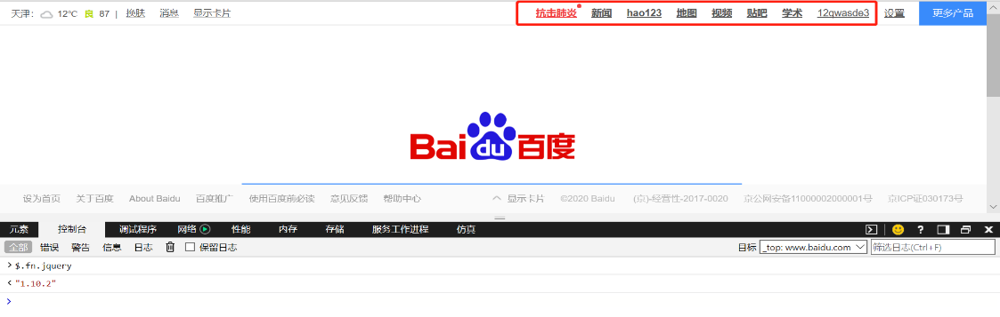 天津: 12℃ 良 87 | 换肤 消息 显示卡片 抗击肺炎 新闻 hao123 地图 视频 贴吧 学术 12qwasde3 设置 更多产品
Bai du 百度
设为首页 关于百度 About Baidu 百度推广 使用百度前必读 意见反馈 帮助中心 显示卡片 ©2020 Baidu (京)-经营性-2017-0020 京公网安备11000002000001号 京ICP证030173号
元素 控制台 调试程序 网络 性能 内存 存储 服务工作进程 仿真
全部 错误 警告 信息 日志 保留日志 目标 _top: www.baidu.com 筛选日志(Ctrl+F)
> $.fn.jquery
< "1.10.2"
>